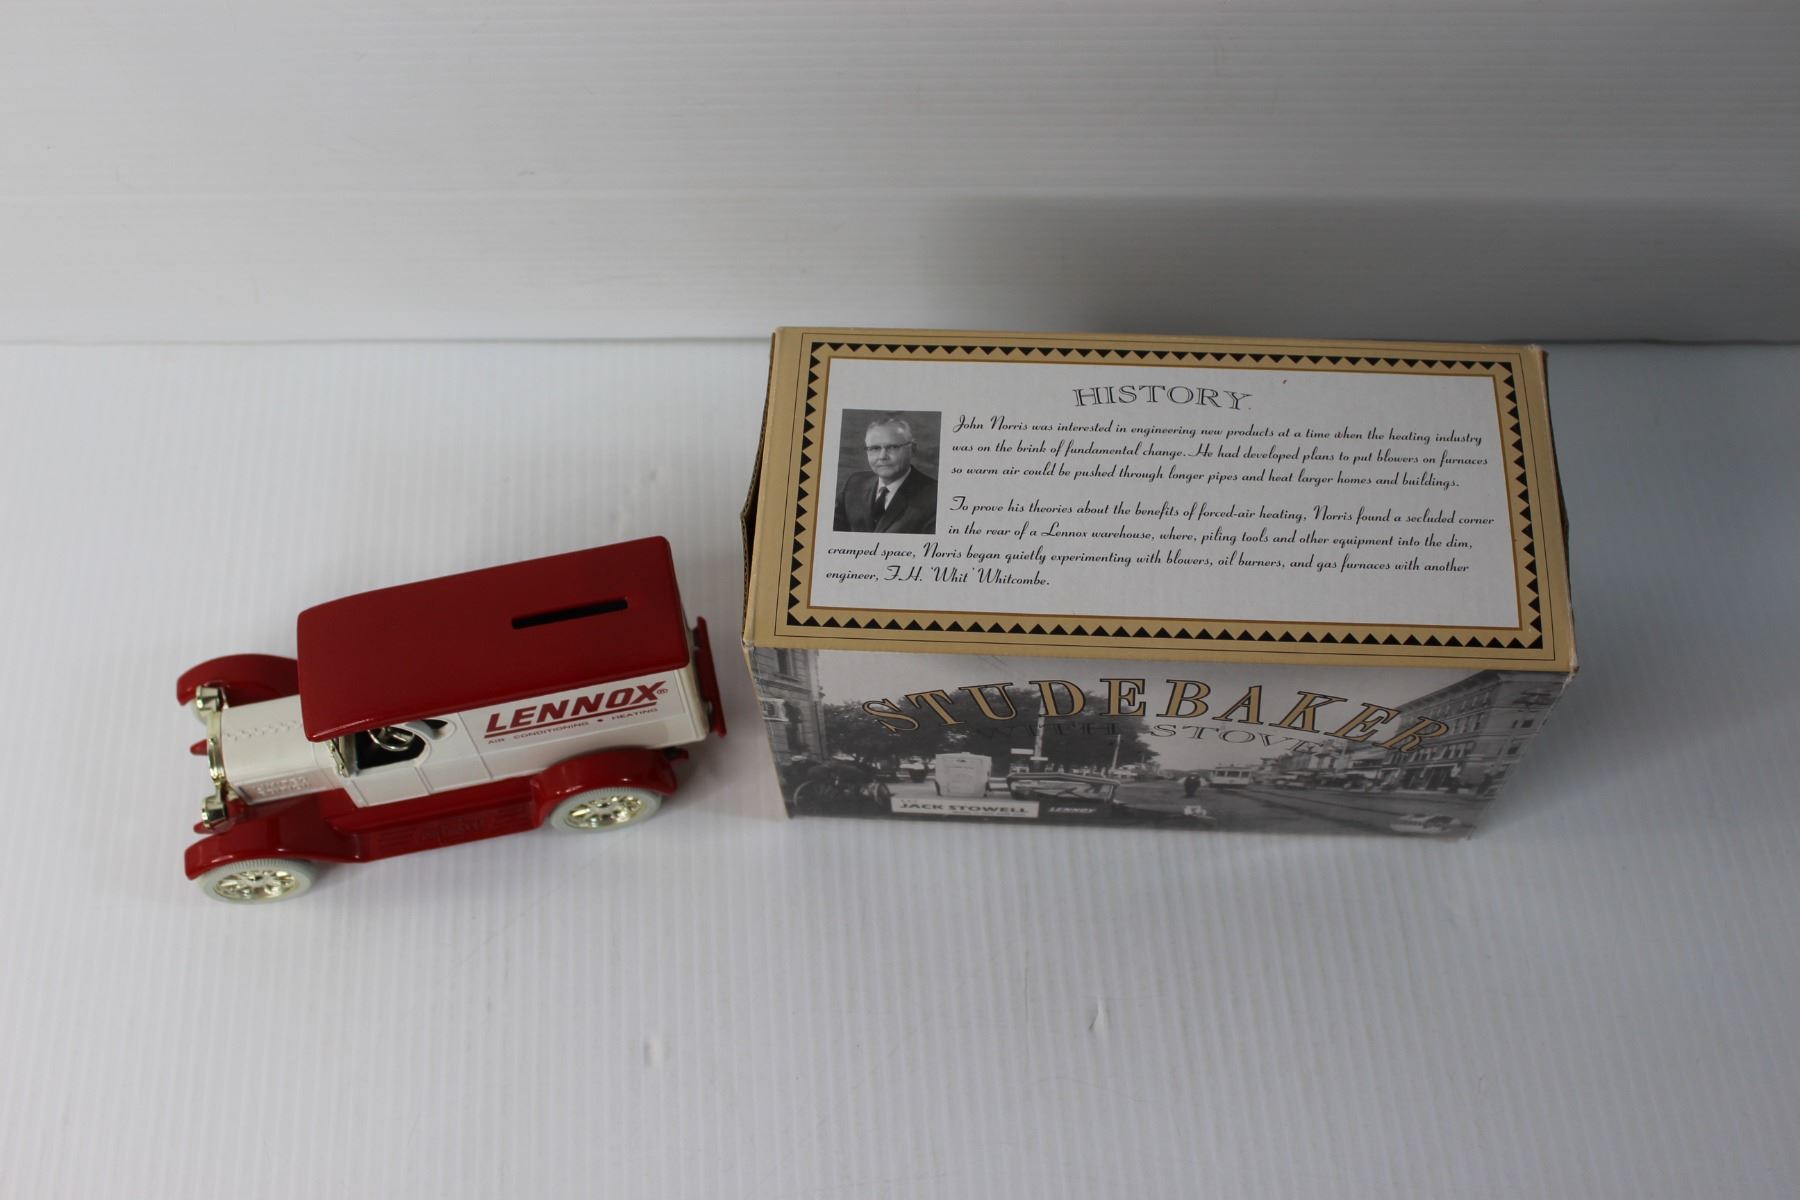 HISTORY
John Norris was interested in engineering new products at a time when the heating industry
was on the brink of fundamental change. He had developed plans to put blowers on furnaces
so warm air could be pushed through longer pipes and heat larger homes and buildings.
To prove his theories about the benefits of forced-air heating, Norris found a secluded corner
in the rear of a Lennox warehouse, where, piling tools and other equipment into the dim,
cramped space, Norris began quietly experimenting with blowers, oil burners, and gas furnaces with another
engineer, F.H. 'Whit' Whitcombe.
STUDEBAKER
WITH STOVE
JACK STOWELL LENNOX
LENNOX®
AIR CONDITIONING • HEATING